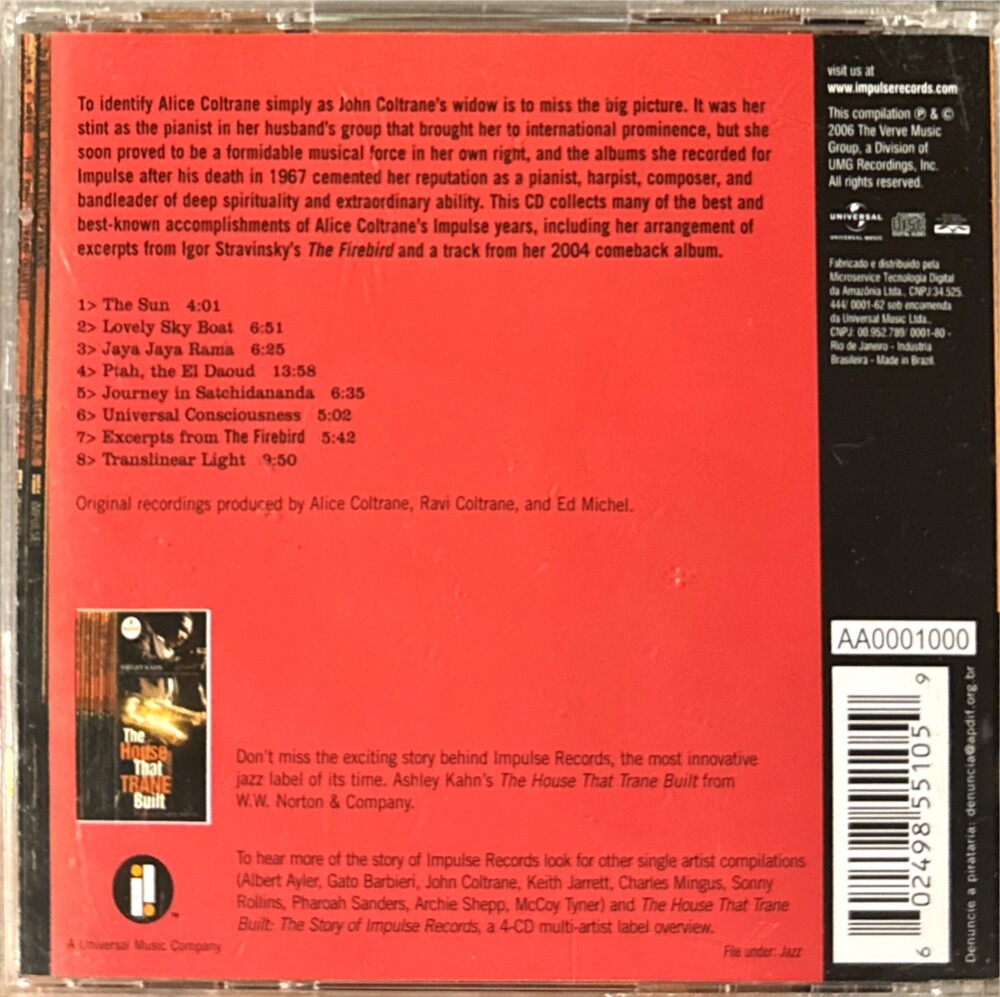 To identify Alice Coltrane simply as John Coltrane's widow is to miss the big picture. It was her
stint as the pianist in her husband's group that brought her to international prominence, but she
soon proved to be a formidable musical force in her own right, and the albums she recorded for
Impulse after his death in 1967 cemented her reputation as a pianist, harpist, composer, and
bandleader of deep spirituality and extraordinary ability. This CD collects many of the best and
best-known accomplishments of Alice Coltrane's Impulse years, including her arrangement of
excerpts from Igor Stravinsky's The Firebird and a track from her 2004 comeback album.
1> The Sun 4:01
2> Lovely Sky Boat 6:51
3> Jaya Jaya Rama 6:25
4> Ptah, the El Daoud 13:58
5> Journey in Satchidananda 6:35
6> Universal Consciousness 5:02
7> Excerpts from The Firebird 5:42
8> Translinear Light 9:50
Original recordings produced by Alice Coltrane, Ravi Coltrane, and Ed Michel.
ASHLEY KAHN
The
House
That
TRANE
Built
Don't miss the exciting story behind Impulse Records, the most innovative
jazz label of its time. Ashley Kahn's The House That Trane Built from
W.W. Norton & Company.
To hear more of the story of Impulse Records look for other single artist compilations
(Albert Ayler, Gato Barbieri, John Coltrane, Keith Jarrett, Charles Mingus, Sonny
Rollins, Pharoah Sanders, Archie Shepp, McCoy Tyner) and The House That Trane
Built: The Story of Impulse Records, a 4-CD multi-artist label overview.
A Universal Music Company
File under: Jazz
visit us at
www.impulserecords.com
This compilation ℗ & ©
2006 The Verve Music
Group, a Division of
UMG Recordings, Inc.
All rights reserved.
UNIVERSAL
UNIVERSAL MUSIC
disc
DIGITAL AUDIO
Fabricado e distribuido pela
Microservice Tecnologia Digital
da Amazônia Ltda., CNPJ:34.525.
444/ 0001-62 sob encomenda
da Universal Music Ltda.,
CNPJ: 00.952.789/ 0001-80 -
Rio de Janeiro - Industria
Brasileira - Made in Brazil.
AA0001000
6 02498 55105 9
Denuncie a pirataria: denuncia@apdif.org.br